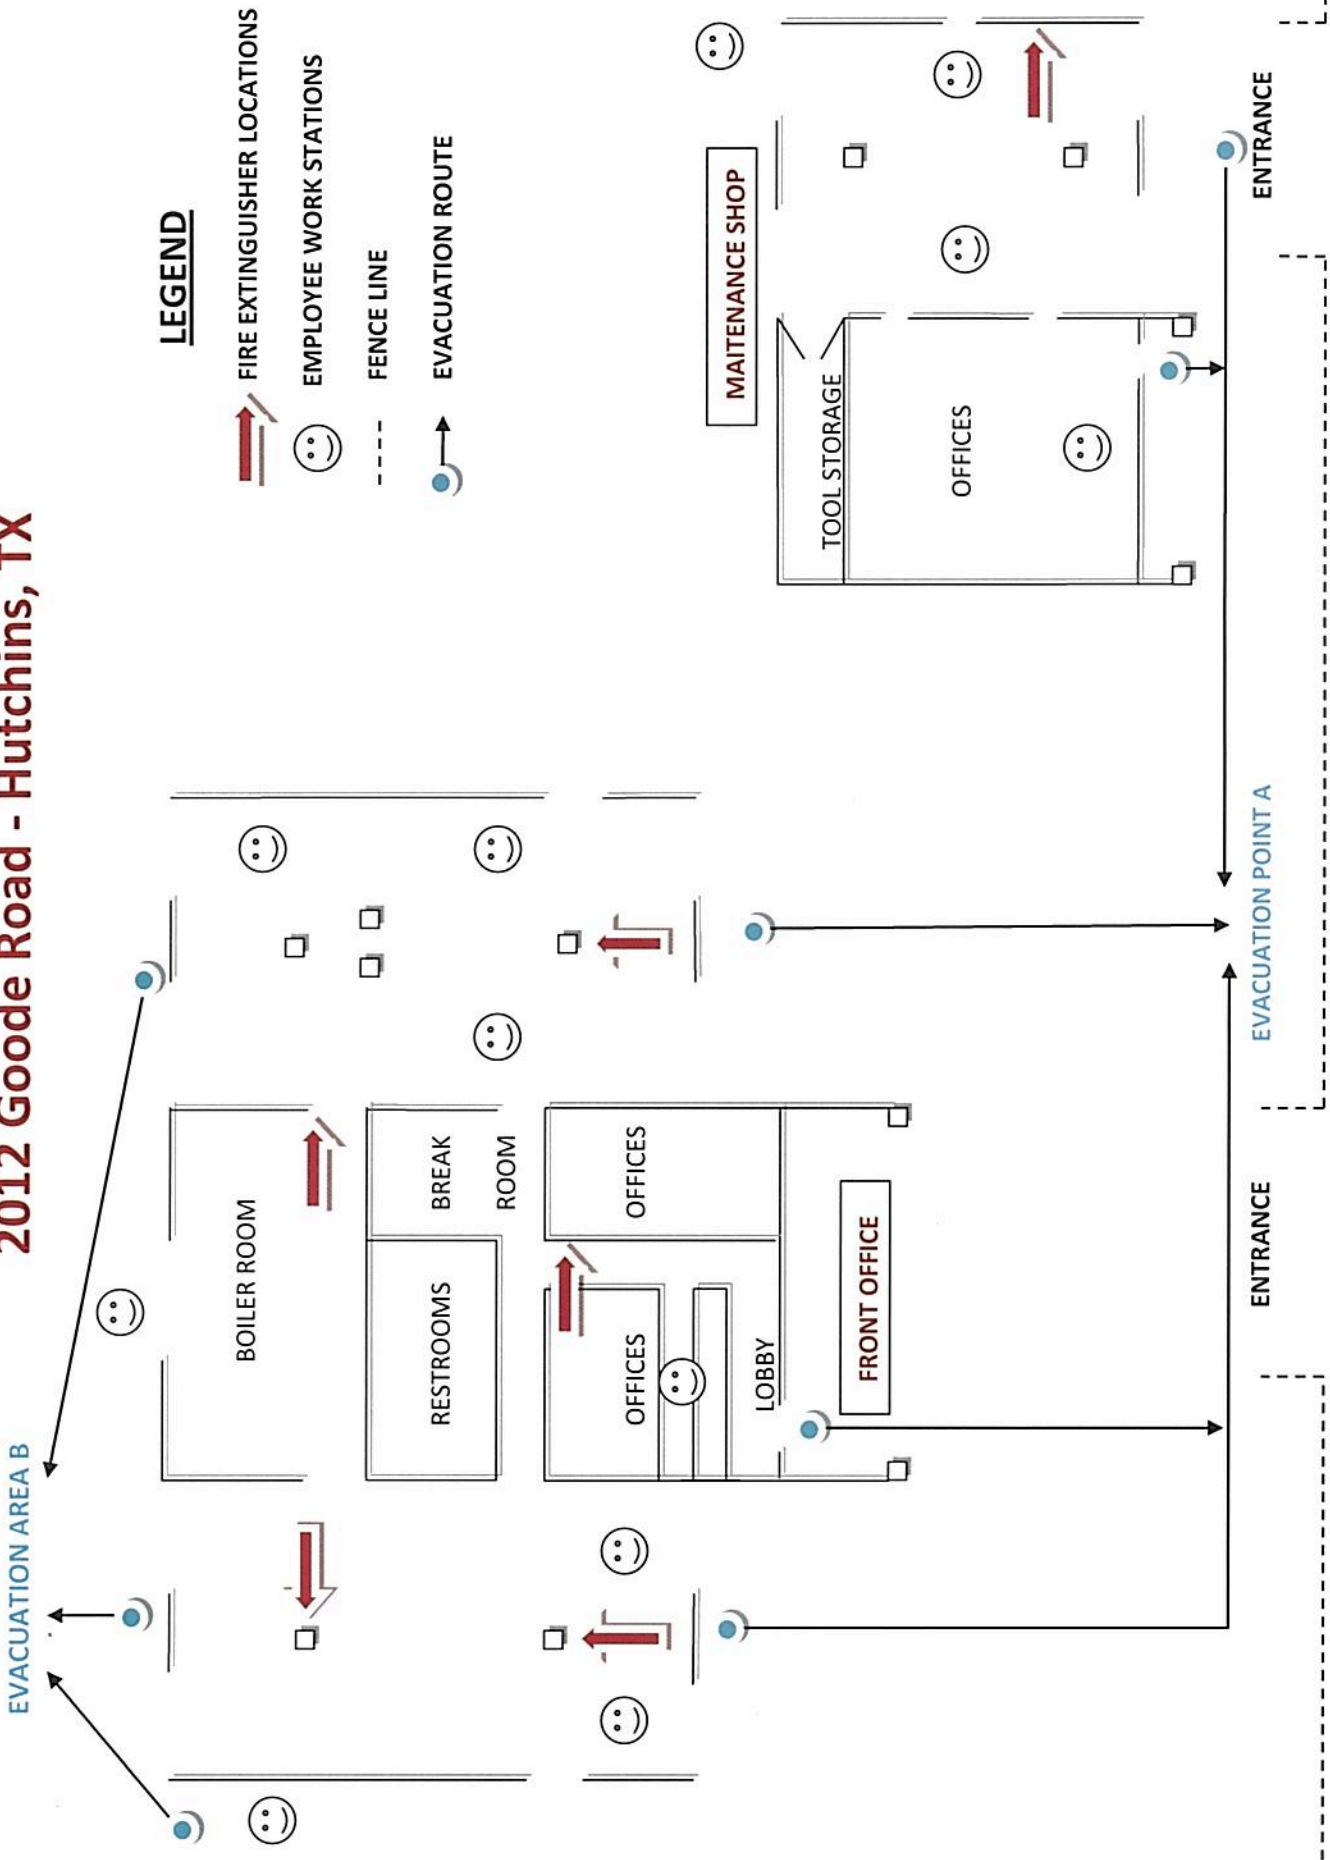 2012 Goode Road - Hutchins, TX
LEGEND
FIRE EXTINGUISHER LOCATIONS
EMPLOYEE WORK STATIONS
FENCE LINE
EVACUATION ROUTE
EVACUATION AREA B
BOILER ROOM
RESTROOMS
BREAK
ROOM
OFFICES
OFFICES
LOBBY
FRONT OFFICE
MAITENANCE SHOP
TOOL STORAGE
OFFICES
ENTRANCE
EVACUATION POINT A
ENTRANCE